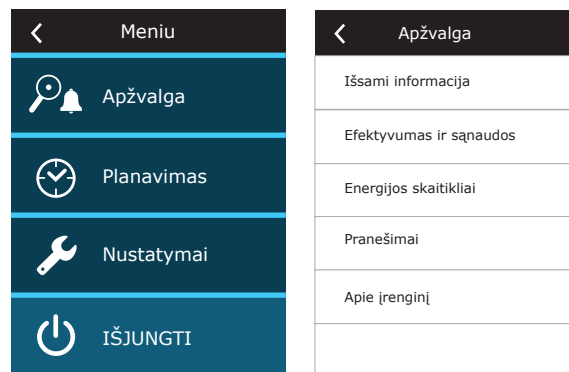 Meniu
Apžvalga
Planavimas
Nustatymai
IŠJUNGTI
Apžvalga
Išsami informacija
Efektyvumas ir sąnaudos
Energijos skaitikliai
Pranešimai
Apie įrenginį